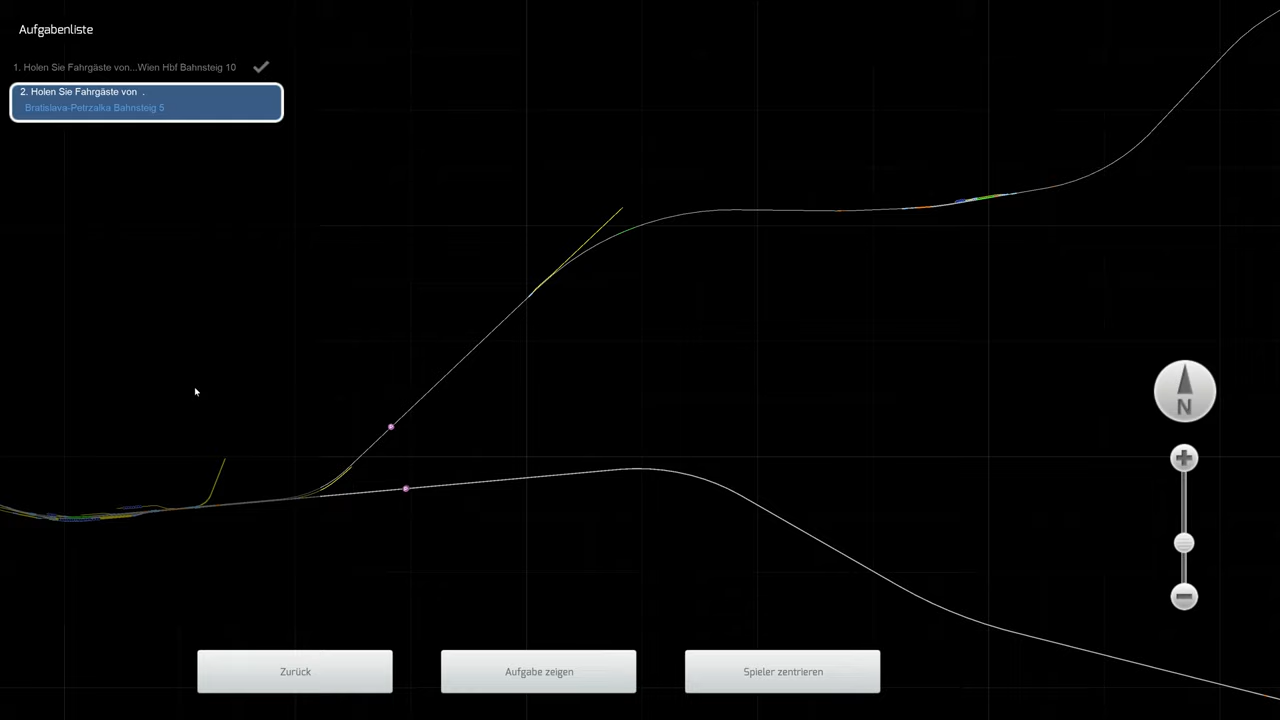 Aufgabenliste
1. Holen Sie Fahrgäste von...Wien Hbf Bahnsteig 10
2. Holen Sie Fahrgäste von .
Bratislava-Petrzalka Bahnsteig 5
N
Zurück
Aufgabe zeigen
Spieler zentrieren